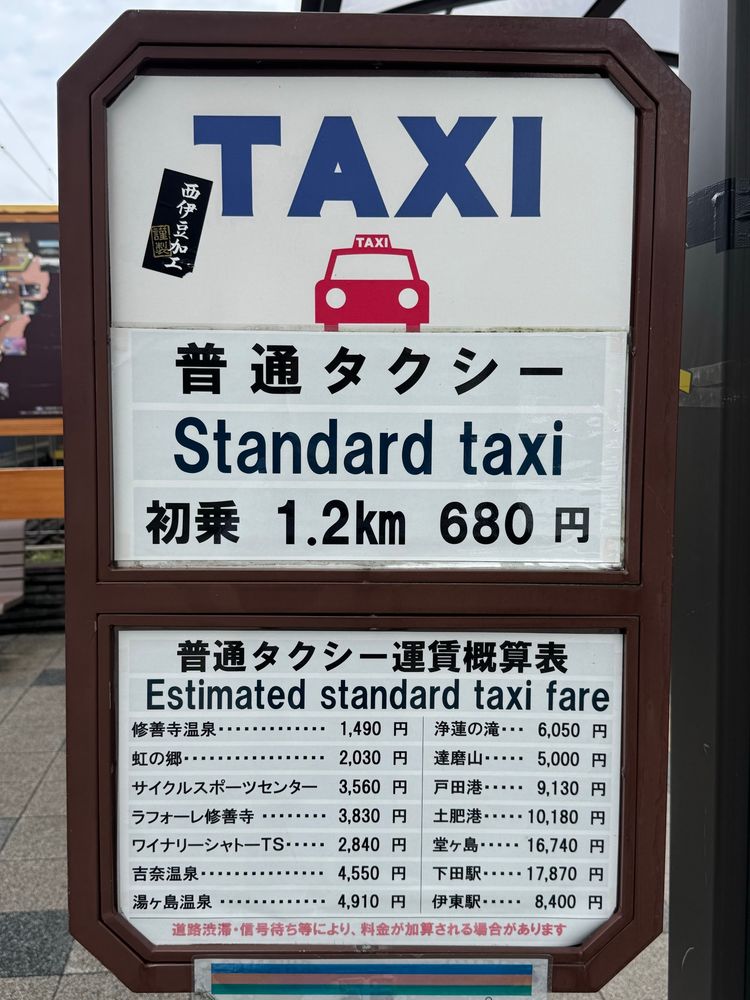 TAXI
西伊豆加工
謹製
TAXI
普通タクシー
Standard taxi
初乗 1.2km 680円
普通タクシー運賃概算表
Estimated standard taxi fare
修善寺温泉············· 1,490 円
虹の郷················ 2,030 円
サイクルスポーツセンター 3,560 円
ラフォーレ修善寺 ········ 3,830 円
ワイナリーシャトーTS····· 2,840 円
吉奈温泉··············· 4,550 円
湯ヶ島温泉 ············· 4,910 円
浄蓮の滝··· 6,050 円
達磨山····· 5,000 円
戸田港····· 9,130 円
土肥港····· 10,180 円
堂ヶ島····· 16,740 円
下田駅····· 17,870 円
伊東駅····· 8,400 円
道路渋滞・信号待ち等により、料金が加算される場合があります